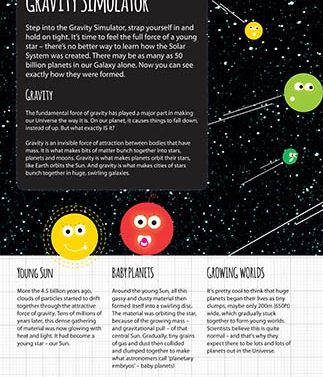 GRAVITY SIMULATOR
Step into the Gravity Simulator, strap yourself in and
hold on tight. It's time to feel the full force of a young
star – there's no better way to learn how the Solar
System was created. There may be as many as 50
billion planets in our Galaxy alone. Now you can see
exactly how they were formed.
GRAVITY
The fundamental force of gravity has played a major part in making
our Universe the way it is. On our planet, it causes things to fall down,
instead of up. But what exactly IS it?
Gravity is an invisible force of attraction between bodies that have
mass. It is what makes bits of matter bunch together into stars,
planets and moons. Gravity is what makes planets orbit their stars,
like Earth orbits the Sun. And gravity is what makes cities of stars
bunch together in huge, swirling galaxies.
YOUNG SUN
More the 4.5 billion years ago,
clouds of particles started to drift
together through the attractive
force of gravity. Tens of millions of
years later, this dense gathering
of material was now glowing with
heat and light. It had become a
young star – our Sun.
BABY PLANETS
Around the young Sun, all this
gassy and dusty material then
formed itself into a swirling disc.
The material was orbiting the star,
because of the growing mass –
and gravitational pull – of that
central Sun. Gradually, tiny grains
of gas and dust then collided
and clumped together to make
what astronomers call 'planetary
embryos' – baby planets!
GROWING WORLDS
It's pretty cool to think that huge
planets began their lives as tiny
clumps, maybe only 200m (650ft)
wide, which gradually stuck
together to form young worlds.
Scientists believe this is quite
normal – and that's why they
expect there to be lots and lots of
planets out in the Universe.